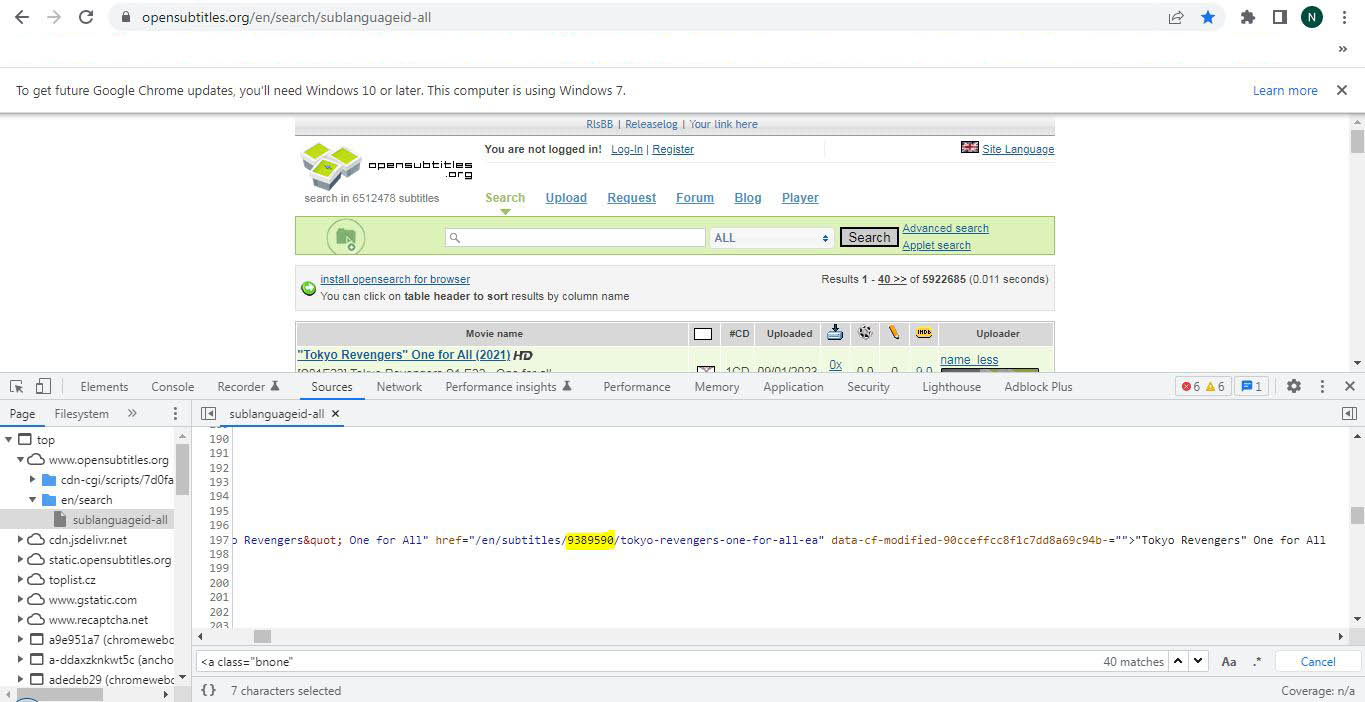 opensubtitles.org/en/search/sublanguageid-all
N
»
To get future Google Chrome updates, you'll need Windows 10 or later. This computer is using Windows 7. Learn more
RlsBB | Releaselog | Your link here
You are not logged in! Log-In | Register Site Language
opensubtitles
.org
search in 6512478 subtitles
Search Upload Request Forum Blog Player
ALL Search Advanced search
Applet search
install opensearch for browser Results 1 - 40 >> of 5922685 (0.011 seconds)
You can click on table header to sort results by column name
Movie name #CD Uploaded IMDb Uploader
"Tokyo Revengers" One for All (2021) HD 0x name_less
1CD 09/01/2023 0.0 0 9.0
Elements Console Recorder Sources Network Performance insights Performance Memory Application Security Lighthouse Adblock Plus 6 6 1
Page Filesystem » sublanguageid-all ×
top
www.opensubtitles.org
cdn-cgi/scripts/7d0fa
en/search
sublanguageid-all
cdn.jsdelivr.net
static.opensubtitles.org
toplist.cz
www.gstatic.com
www.recaptcha.net
a9e951a7 (chromewebc
a-ddaxzknkwt5c (ancho
adedeb29 (chromewebc
190
191
192
193
194
195
196
197 o Revengers&quot; One for All" href="/en/subtitles/9389590/tokyo-revengers-one-for-all-ea" data-cf-modified-90cceffcc8f1c7dd8a69c94b-="">"Tokyo Revengers" One for All
198
199
200
201
202
203
<a class="bnone" 40 matches Aa .* Cancel
{} 7 characters selected Coverage: n/a